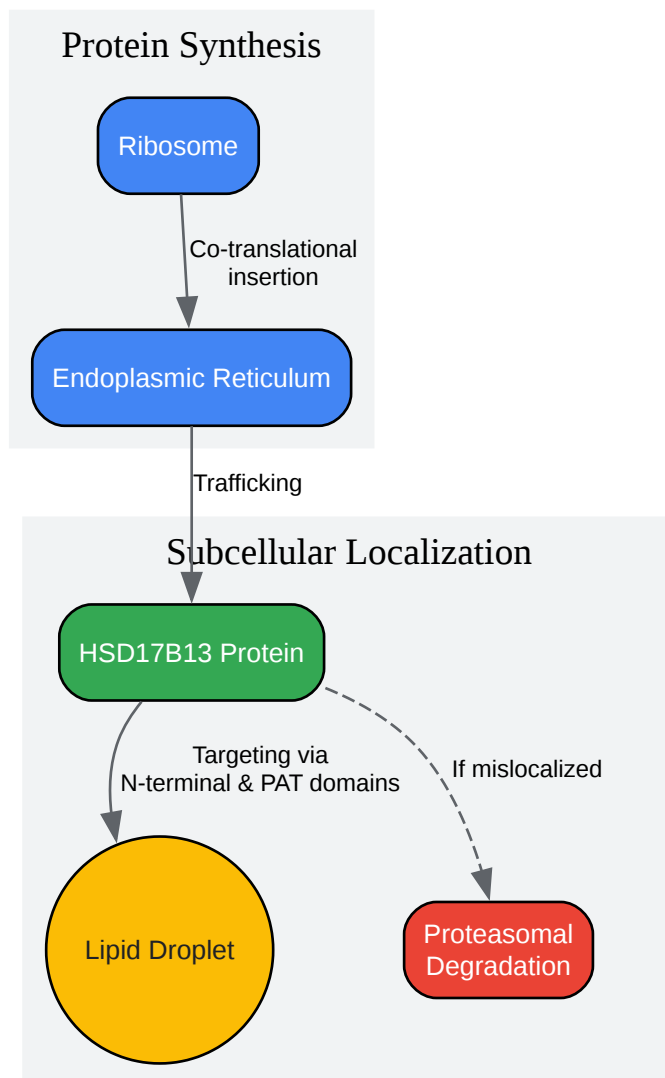 Protein Synthesis
Ribosome
Co-translational
insertion
Endoplasmic Reticulum
Trafficking
Subcellular Localization
HSD17B13 Protein
Targeting via
N-terminal & PAT domains
If mislocalized
Lipid Droplet
Proteasomal
Degradation